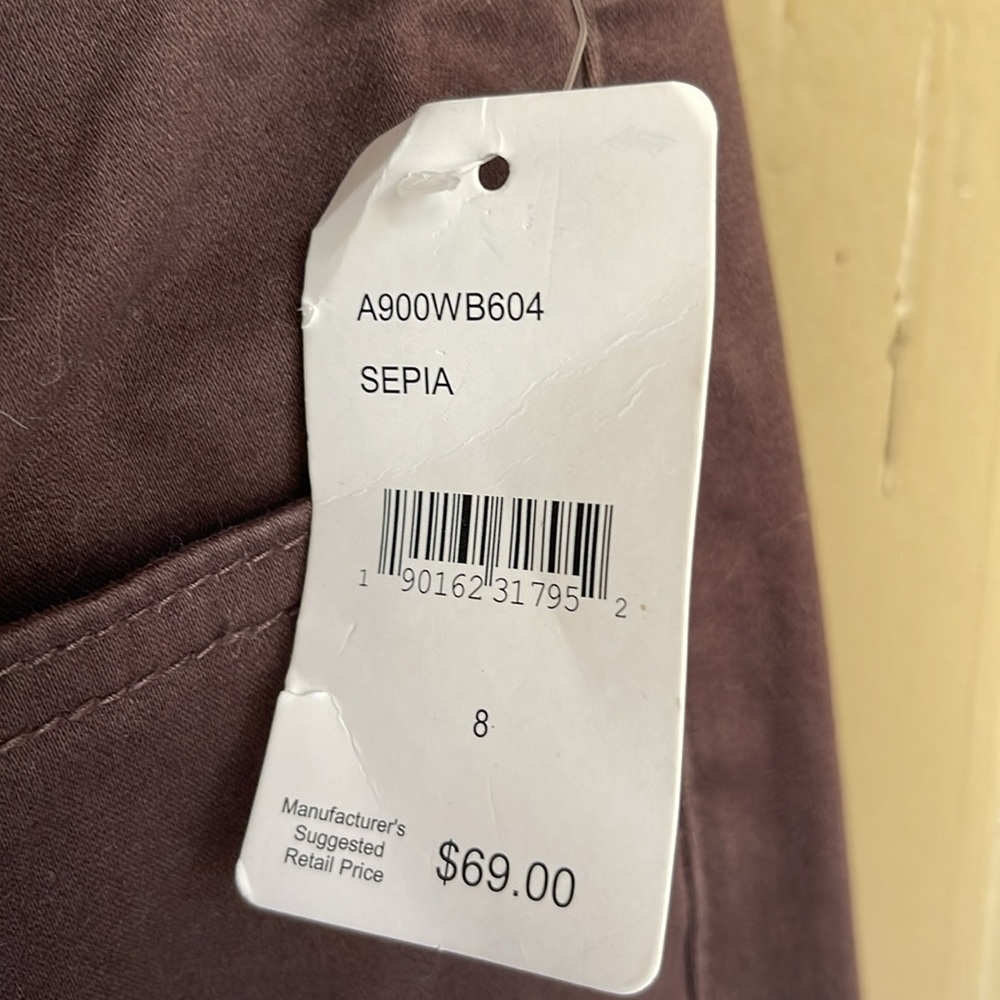 A900WB604
SEPIA
1 90162 31795 2
8
Manufacturer's
Suggested
Retail Price
$69.00